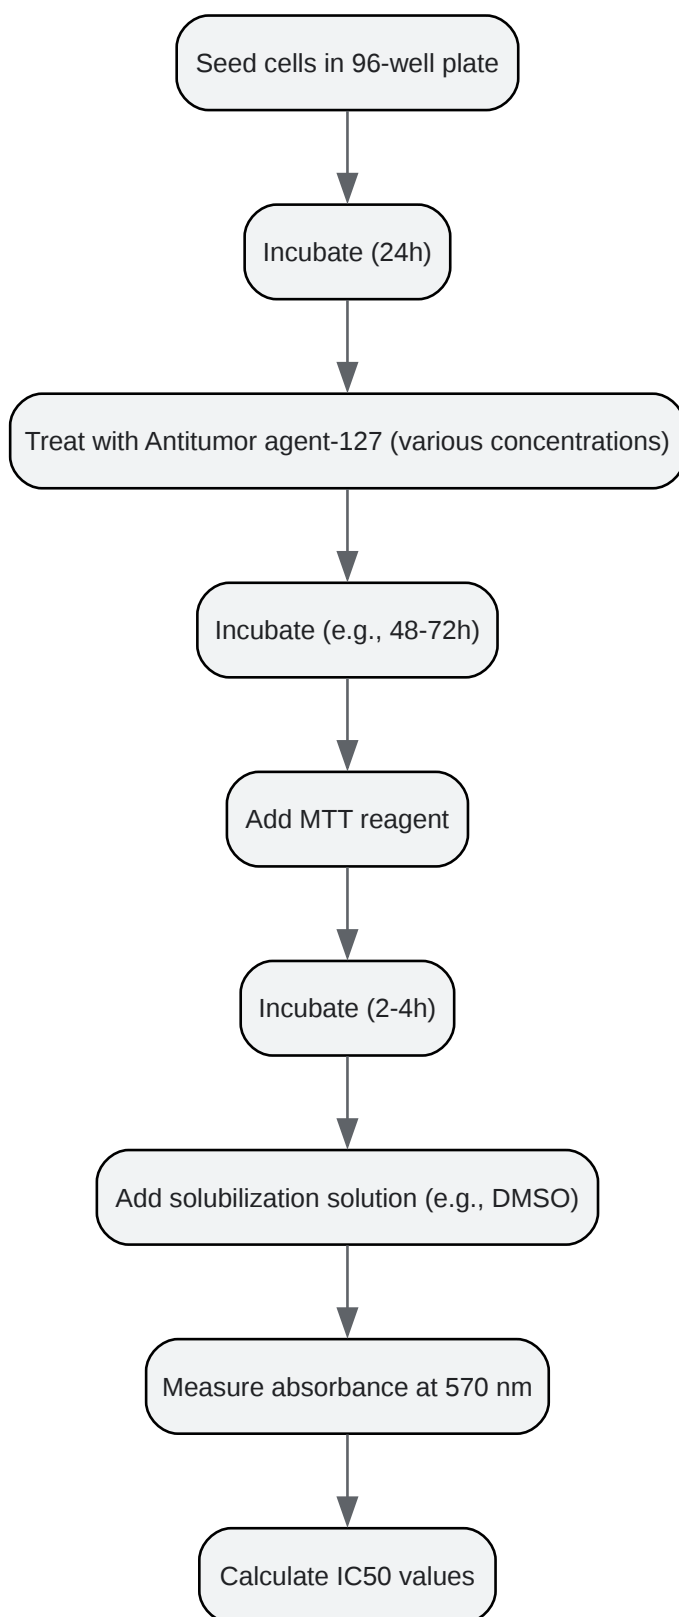 Seed cells in 96-well plate
Incubate (24h)
Treat with Antitumor agent-127 (various concentrations)
Incubate (e.g., 48-72h)
Add MTT reagent
Incubate (2-4h)
Add solubilization solution (e.g., DMSO)
Measure absorbance at 570 nm
Calculate IC50 values